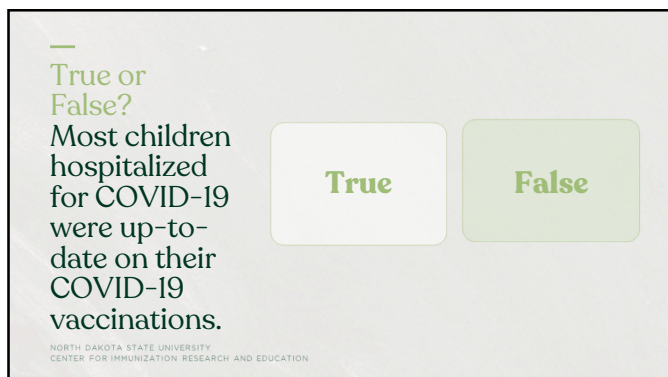 True or
False?
Most children
hospitalized
for COVID-19
were up-to-
date on their
COVID-19
vaccinations.
True
False
NORTH DAKOTA STATE UNIVERSITY
CENTER FOR IMMUNIZATION RESEARCH AND EDUCATION